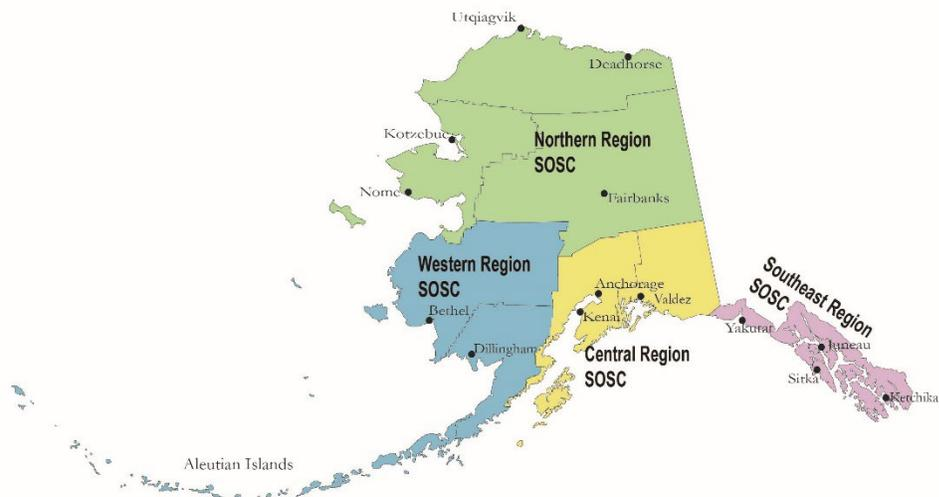 Utqiagvik
Deadhorse
Kotzebue
Northern Region
SOSC
Nome
Fairbanks
Western Region
SOSC
Southeast Region
SOSC
Anchorage
Valdez
Bethel
Kenai
Yakutat
Dillingham
Central Region
SOSC
Juneau
Sitka
Ketchika
Aleutian Islands